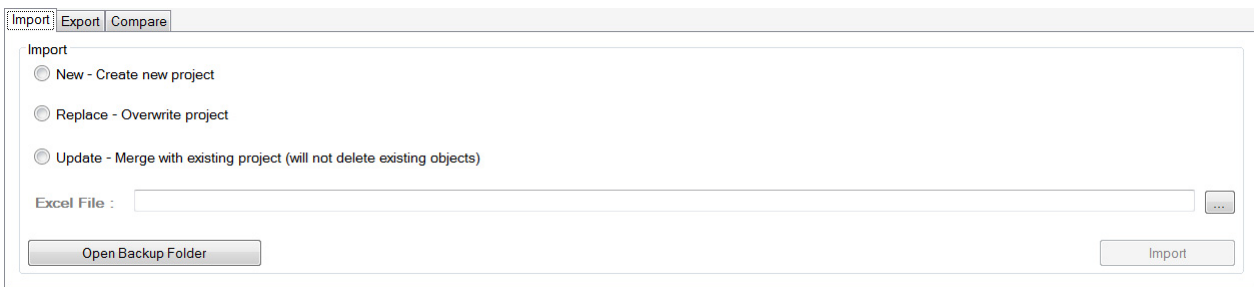 Import Export Compare
Import
New - Create new project
Replace - Overwrite project
Update - Merge with existing project (will not delete existing objects)
Excel File :
...
Open Backup Folder Import